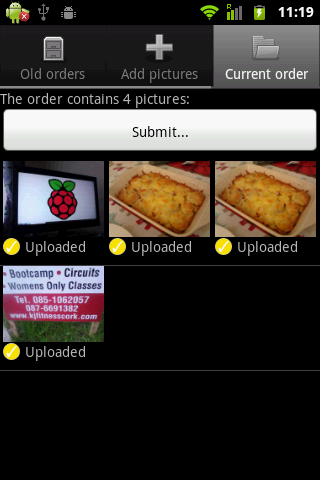 11:19
Old orders
Add pictures
Current order
The order contains 4 pictures:
Submit...
Uploaded
Uploaded
Uploaded
Bootcamp • Circuits
Womens Only Classes
Tel. 085-1062057
087-6691382
www.kjfitnesscork.com
Uploaded